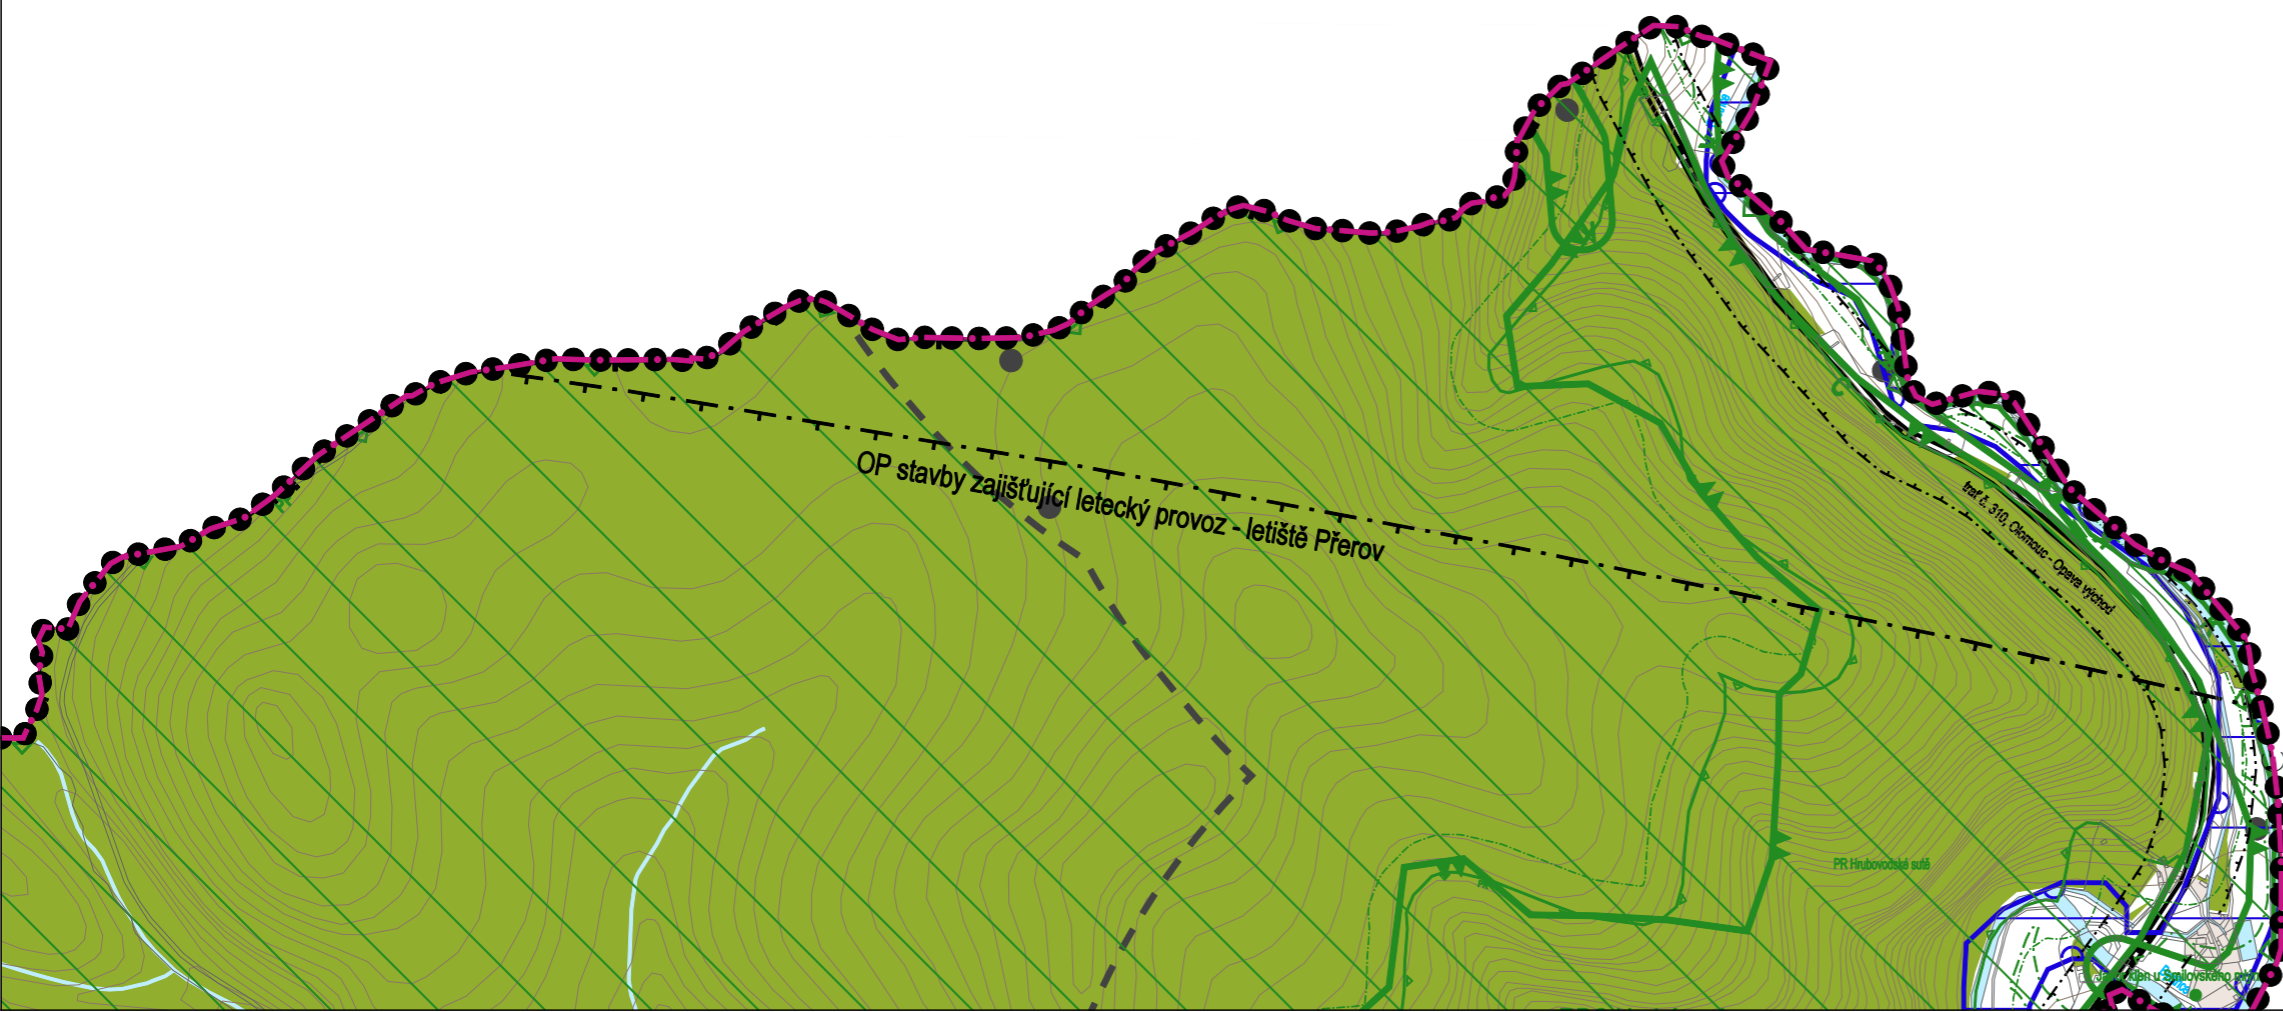 OP stavby zajišťující letecký provoz - letiště Přerov
trať č. 310, Olomouc - Opava východ
PR Hrubovodské sutě